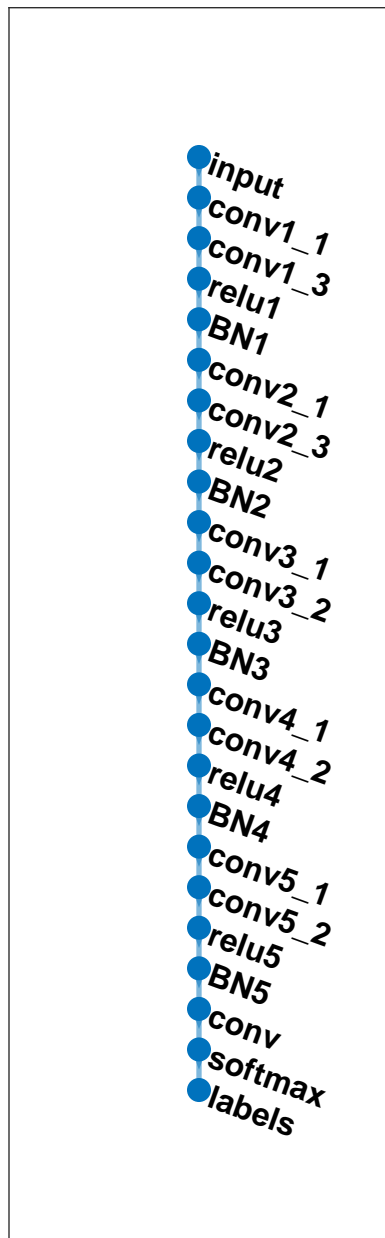 input
conv1_1
conv1_3
relu1
BN1
conv2_1
conv2_3
relu2
BN2
conv3_1
conv3_2
relu3
BN3
conv4_1
conv4_2
relu4
BN4
conv5_1
conv5_2
relu5
BN5
conv
softmax
labels